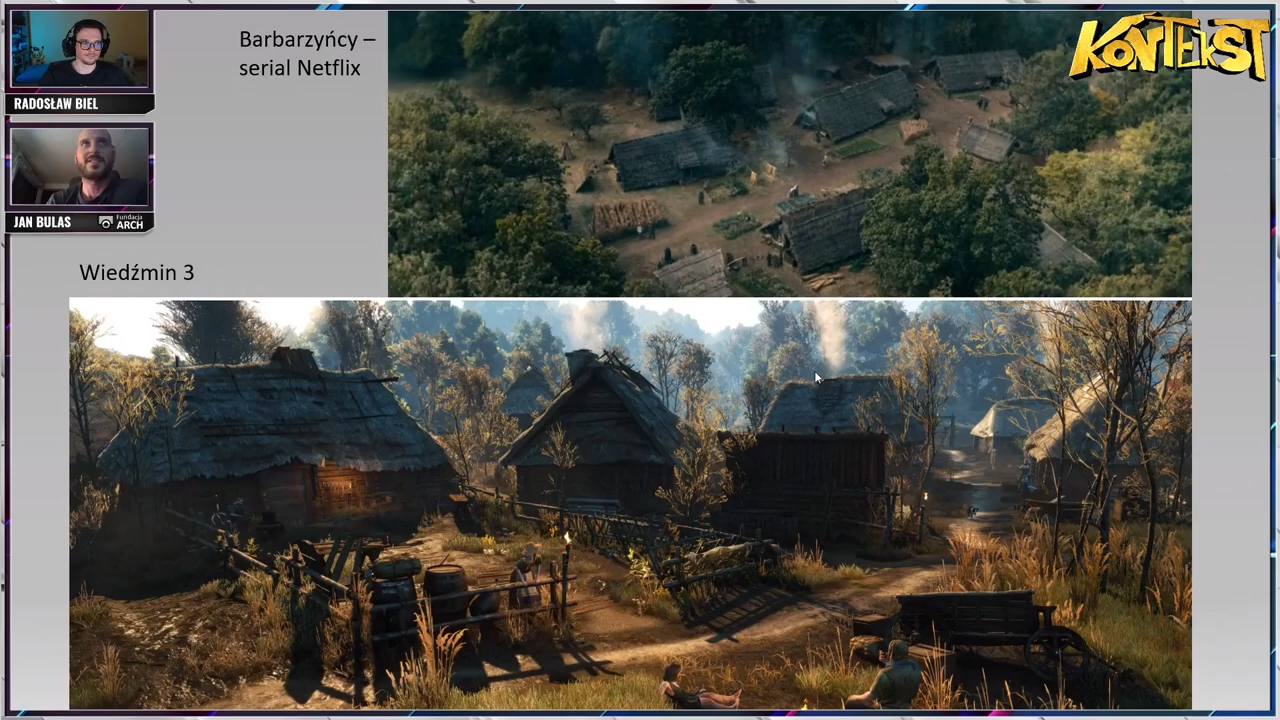 Barbarzyńcy –
serial Netflix
KONTEKST
RADOSŁAW BIEL
JAN BULAS
Fundacja
ARCH
Wiedźmin 3